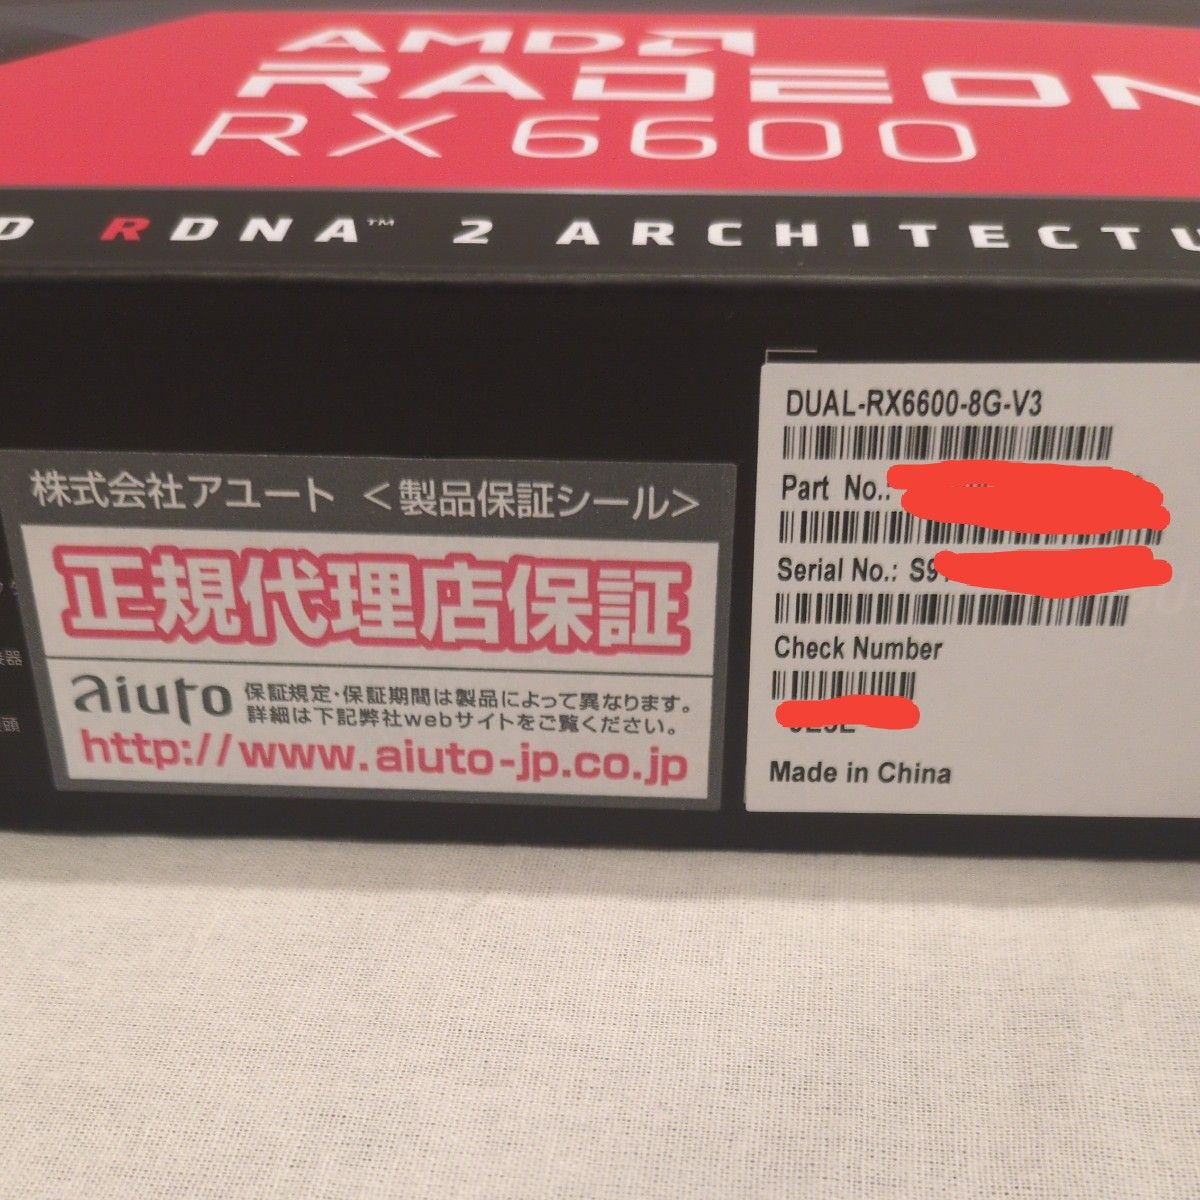 AMD
RADEON
RX 6600
D RDNA™ 2 ARCHITECTU
DUAL-RX6600-8G-V3
Part No.:
Serial No.: S9
Check Number
Made in China
株式会社アユート <製品保証シール>
正規代理店保証
aiuto 保証規定・保証期間は製品によって異なります。
詳細は下記弊社webサイトをご覧ください。
http://www.aiuto-jp.co.jp